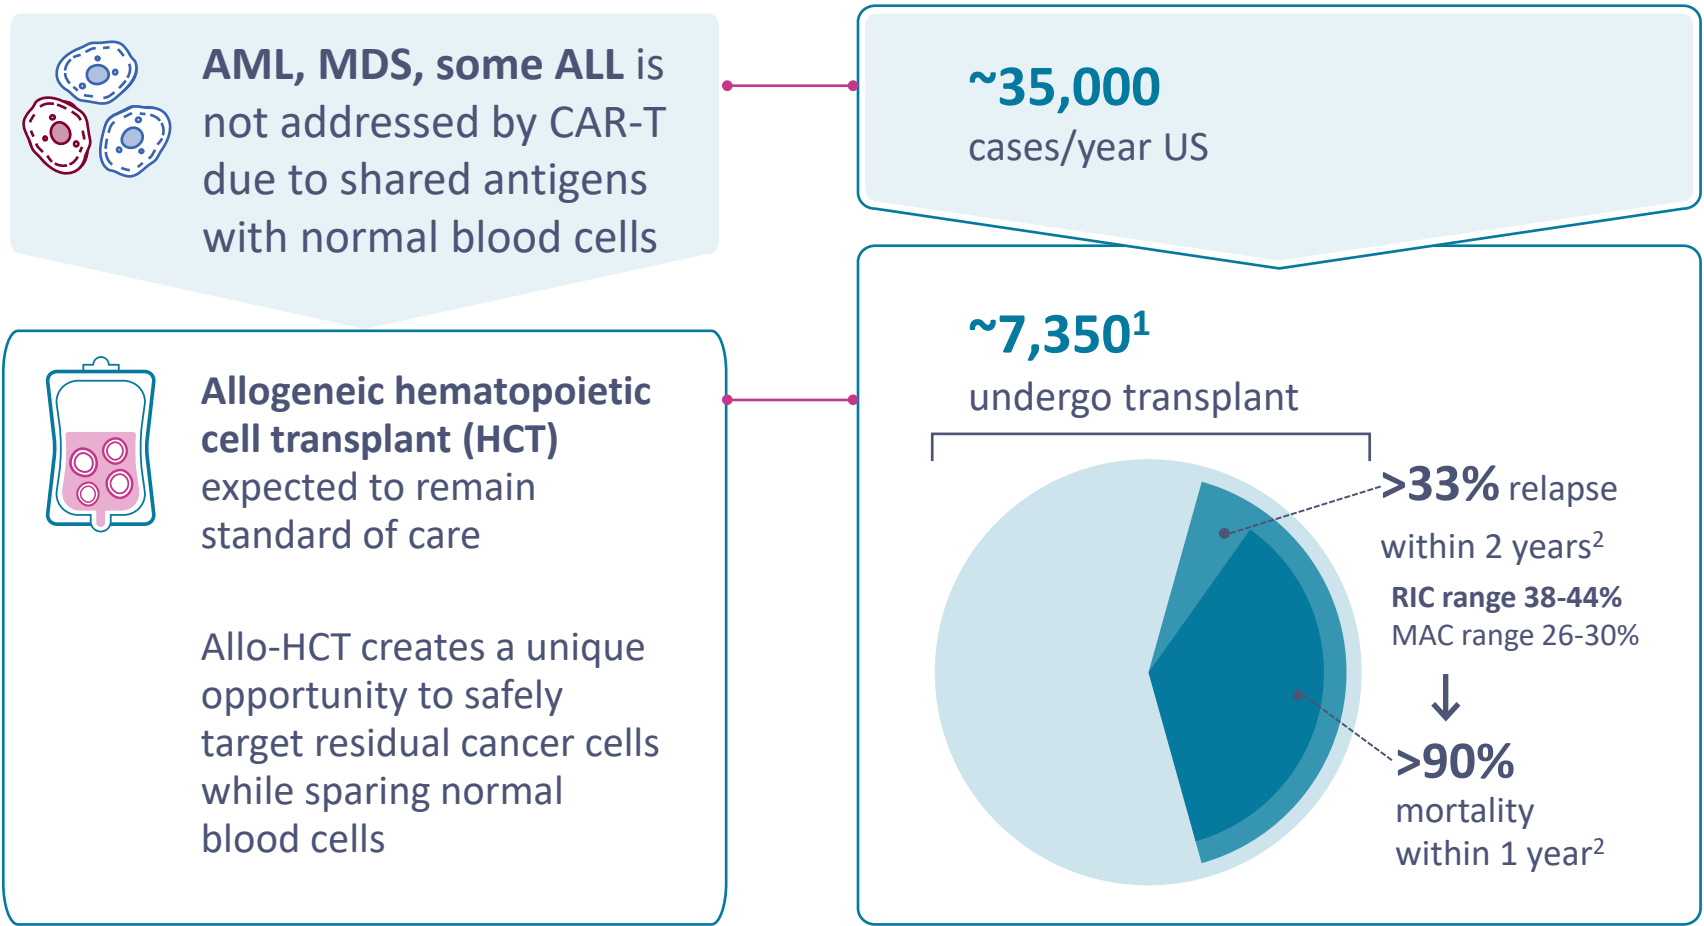 AML, MDS, some ALL is
not addressed by CAR-T
due to shared antigens
with normal blood cells
~35,000
cases/year US
Allogeneic hematopoietic
cell transplant (HCT)
expected to remain
standard of care
Allo-HCT creates a unique
opportunity to safely
target residual cancer cells
while sparing normal
blood cells
~7,350¹
undergo transplant
>33% relapse
within 2 years²
RIC range 38-44%
MAC range 26-30%
>90%
mortality
within 1 year²